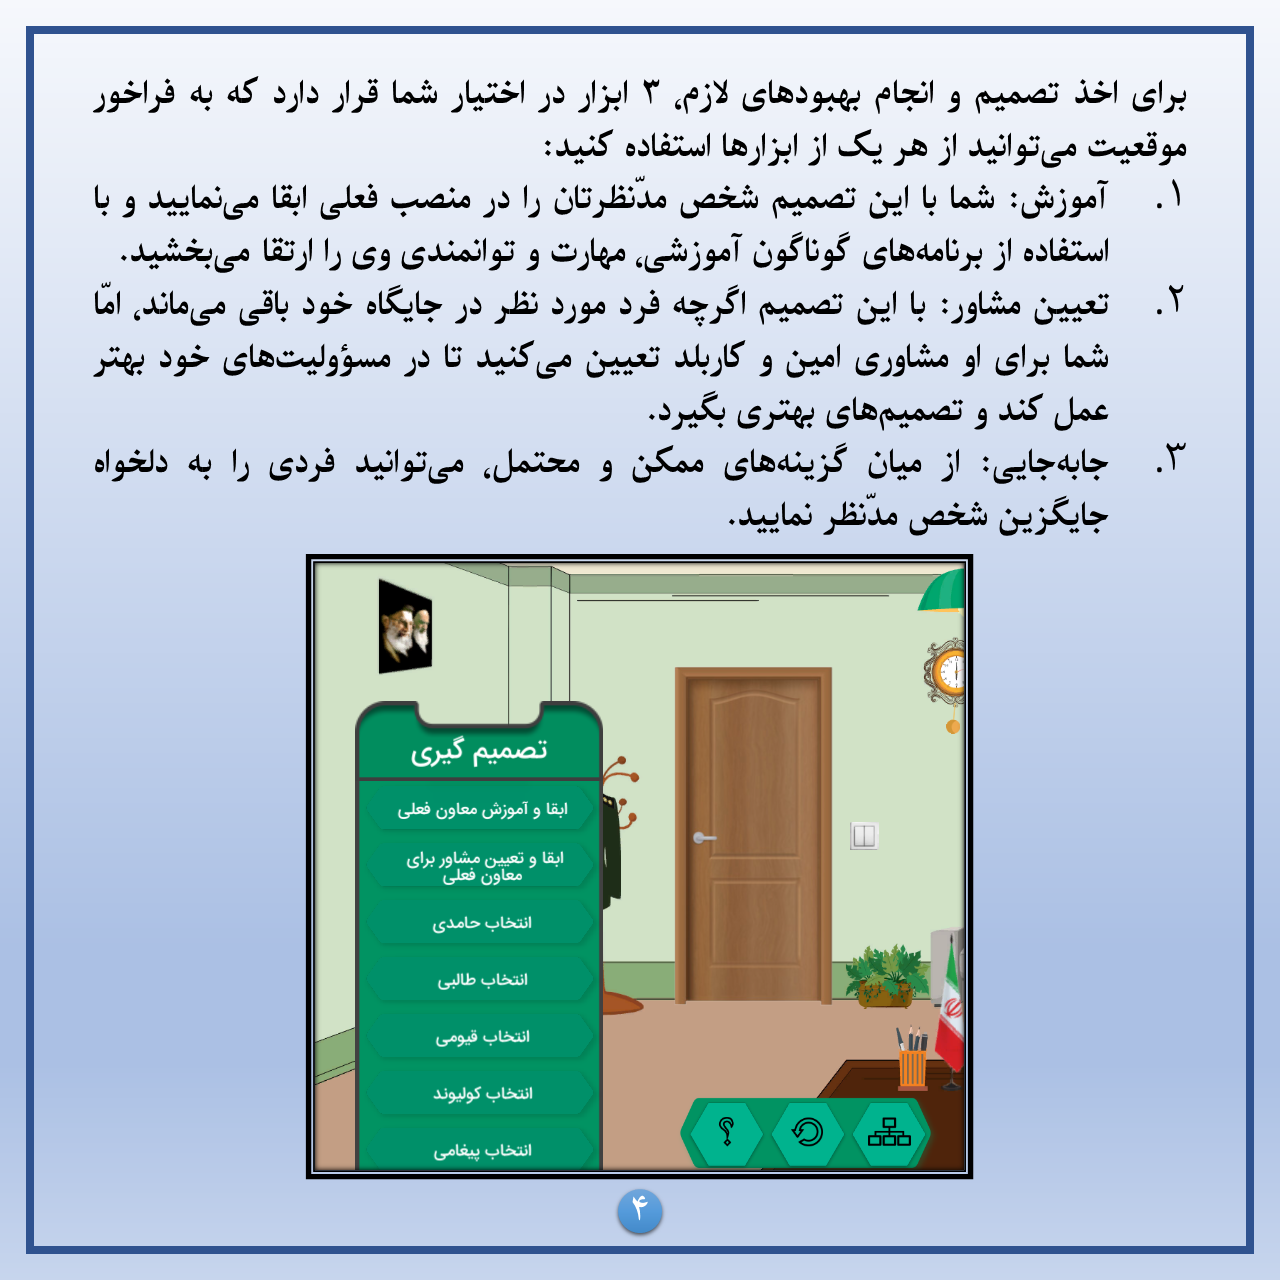 برای اخذ تصمیم و انجام بهبودهای لازم، ۳ ابزار در اختیار شما قرار دارد که به فراخور
موقعیت می‌توانید از هر یک از ابزارها استفاده کنید:
۱. آموزش: شما با این تصمیم شخص مدّنظرتان را در منصب فعلی ابقا می‌نمایید و با
استفاده از برنامه‌های گوناگون آموزشی، مهارت و توانمندی وی را ارتقا می‌بخشید.
۲. تعیین مشاور: با این تصمیم اگرچه فرد مورد نظر در جایگاه خود باقی می‌ماند، امّا
شما برای او مشاوری امین و کاربلد تعیین می‌کنید تا در مسؤولیت‌های خود بهتر
عمل کند و تصمیم‌های بهتری بگیرد.
۳. جابه‌جایی: از میان گزینه‌های ممکن و محتمل، می‌توانید فردی را به دلخواه
جایگزین شخص مدّنظر نمایید.
تصمیم گیری
ابقا و آموزش معاون فعلی
ابقا و تعیین مشاور برای
معاون فعلی
انتخاب حامدی
انتخاب طالبی
انتخاب قیومی
انتخاب کولیوند
انتخاب پیغامی
؟
۴